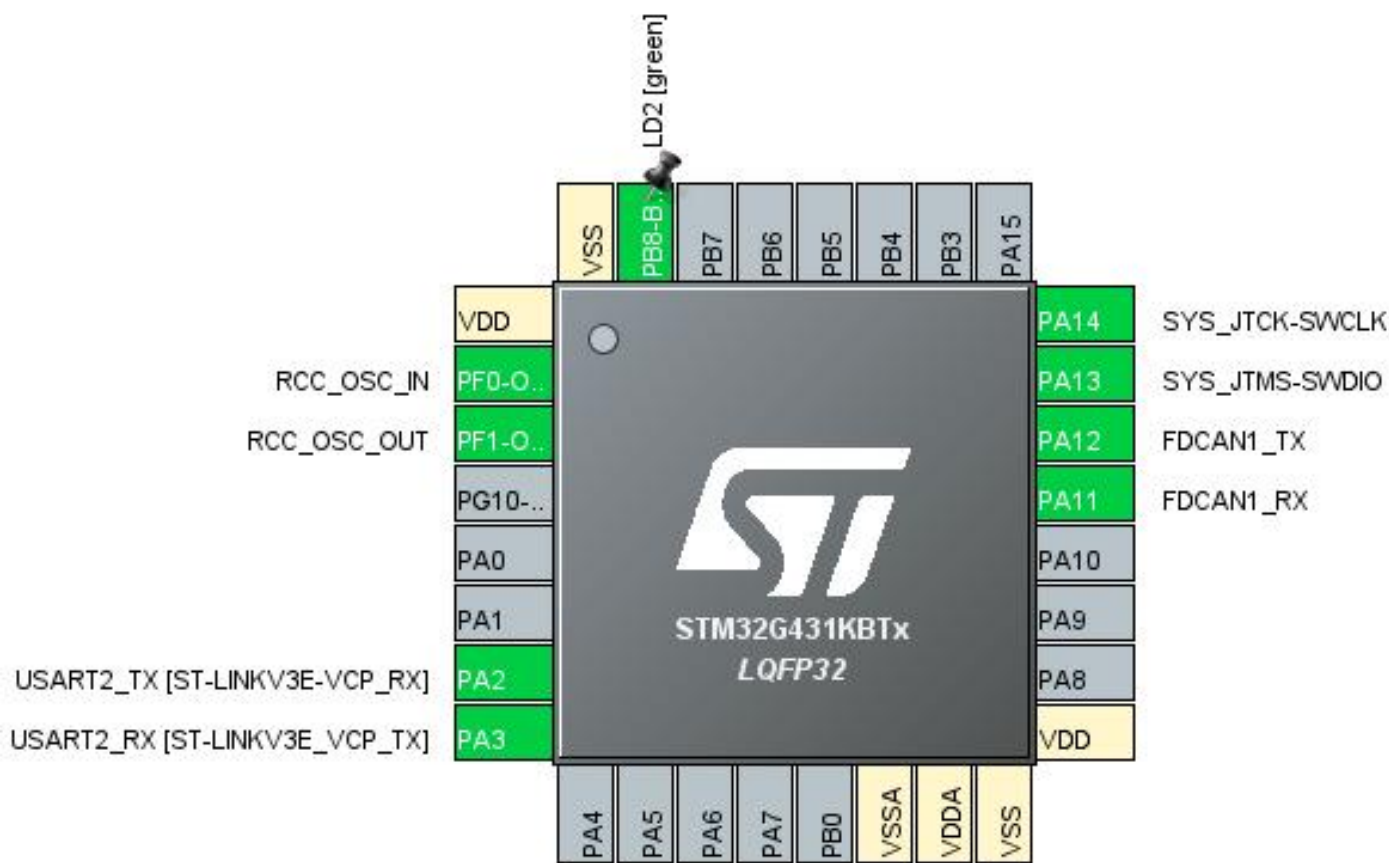 LD2 [green]
VSS
PB8-B..
PB7
PB6
PB5
PB4
PB3
PA15
VDD
RCC_OSC_IN PF0-O..
RCC_OSC_OUT PF1-O..
PG10-..
PA0
PA1
USART2_TX [ST-LINKV3E-VCP_RX] PA2
USART2_RX [ST-LINKV3E_VCP_TX] PA3
ST
STM32G431KBTx
LQFP32
PA14 SYS_JTCK-SWCLK
PA13 SYS_JTMS-SWDIO
PA12 FDCAN1_TX
PA11 FDCAN1_RX
PA10
PA9
PA8
VDD
PA4
PA5
PA6
PA7
PB0
VSSA
VDDA
VSS